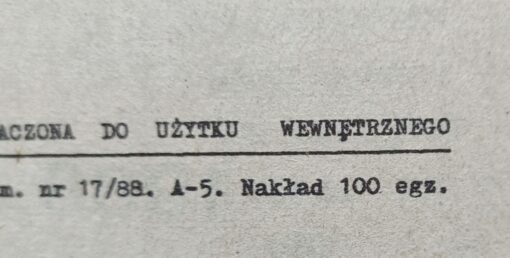 ACZONA DO UŻYTKU WEWNĘTRZNEGO
m. nr 17/88. A-5. Nakład 100 egz.